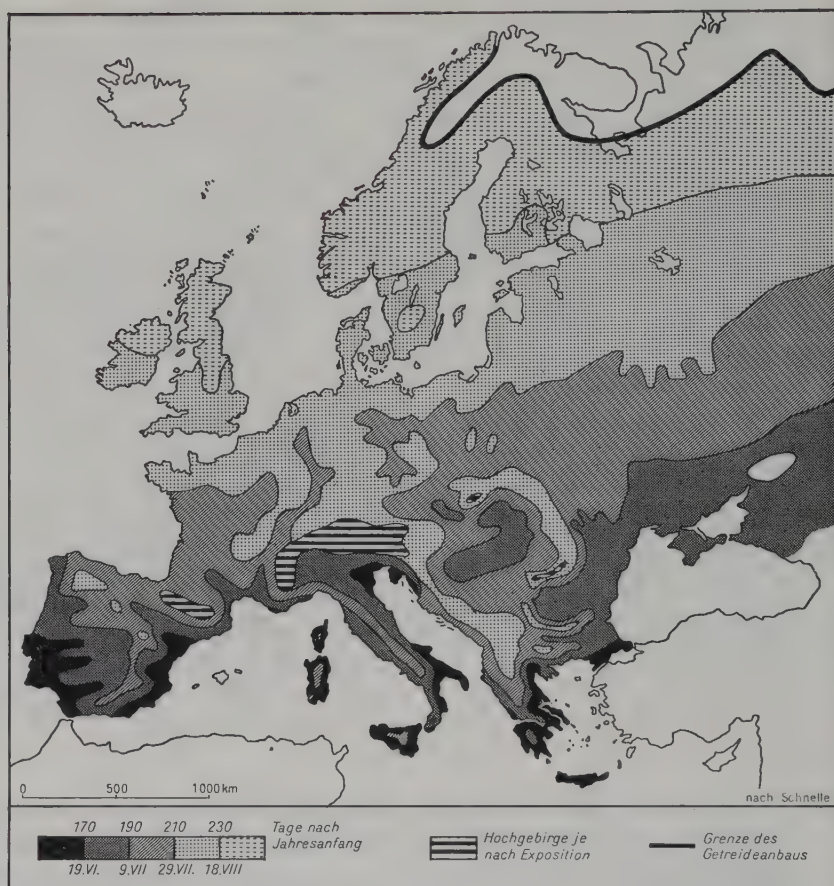 0 500 1000 km
nach Schnelle
170 190 210 230
19.VI. 9.VII 29.VII. 18.VIII
Tage nach
Jahresanfang
Hochgebirge je
nach Exposition
Grenze des
Getreideanbaus